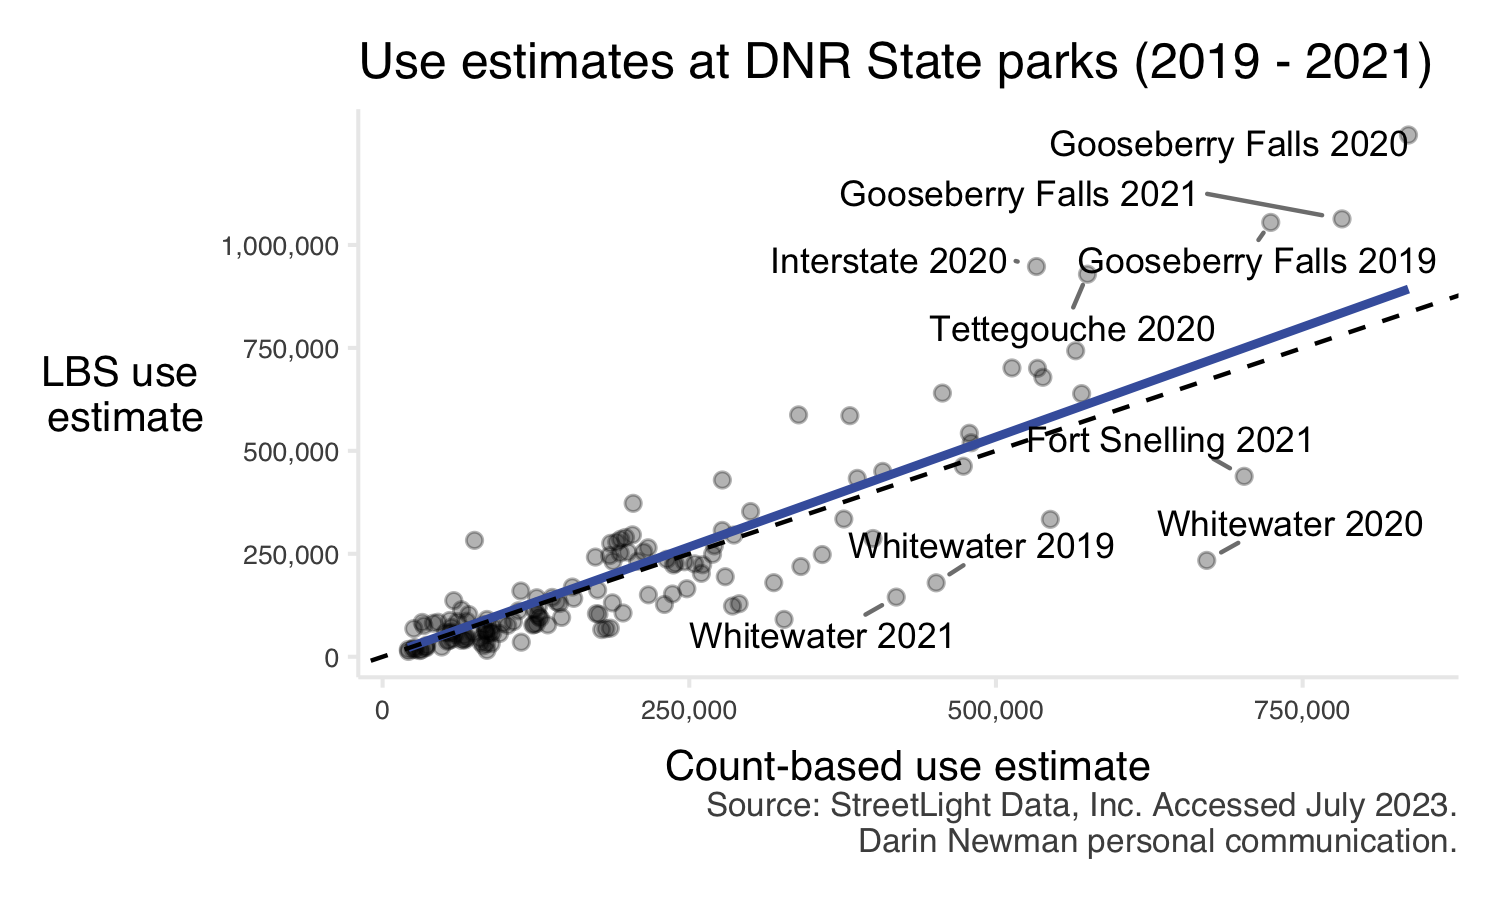 Use estimates at DNR State parks (2019 - 2021)
Gooseberry Falls 2020
Gooseberry Falls 2021
Interstate 2020
Gooseberry Falls 2019
Tettegouche 2020
Fort Snelling 2021
Whitewater 2020
Whitewater 2019
Whitewater 2021
LBS use
estimate
1,000,000
750,000
500,000
250,000
0
0
250,000
500,000
750,000
Count-based use estimate
Source: StreetLight Data, Inc. Accessed July 2023.
Darin Newman personal communication.